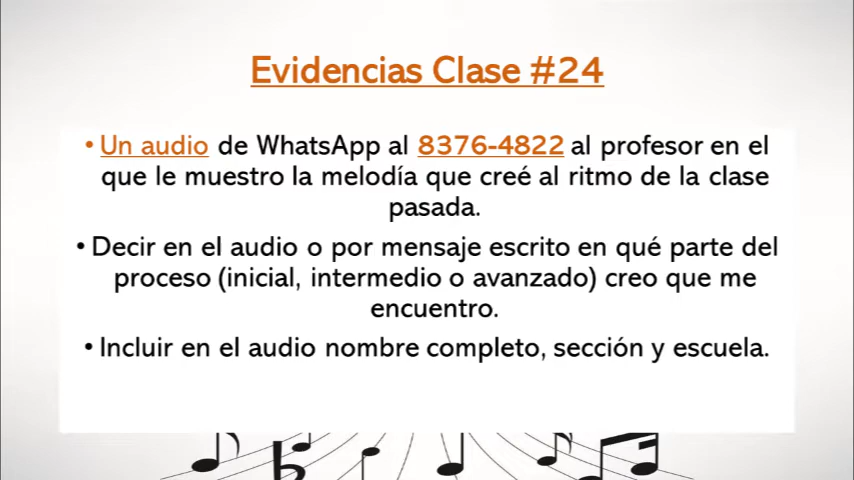 Evidencias Clase #24
• Un audio de WhatsApp al 8376-4822 al profesor en el
que le muestro la melodía que creé al ritmo de la clase
pasada.
• Decir en el audio o por mensaje escrito en qué parte del
proceso (inicial, intermedio o avanzado) creo que me
encuentro.
• Incluir en el audio nombre completo, sección y escuela.